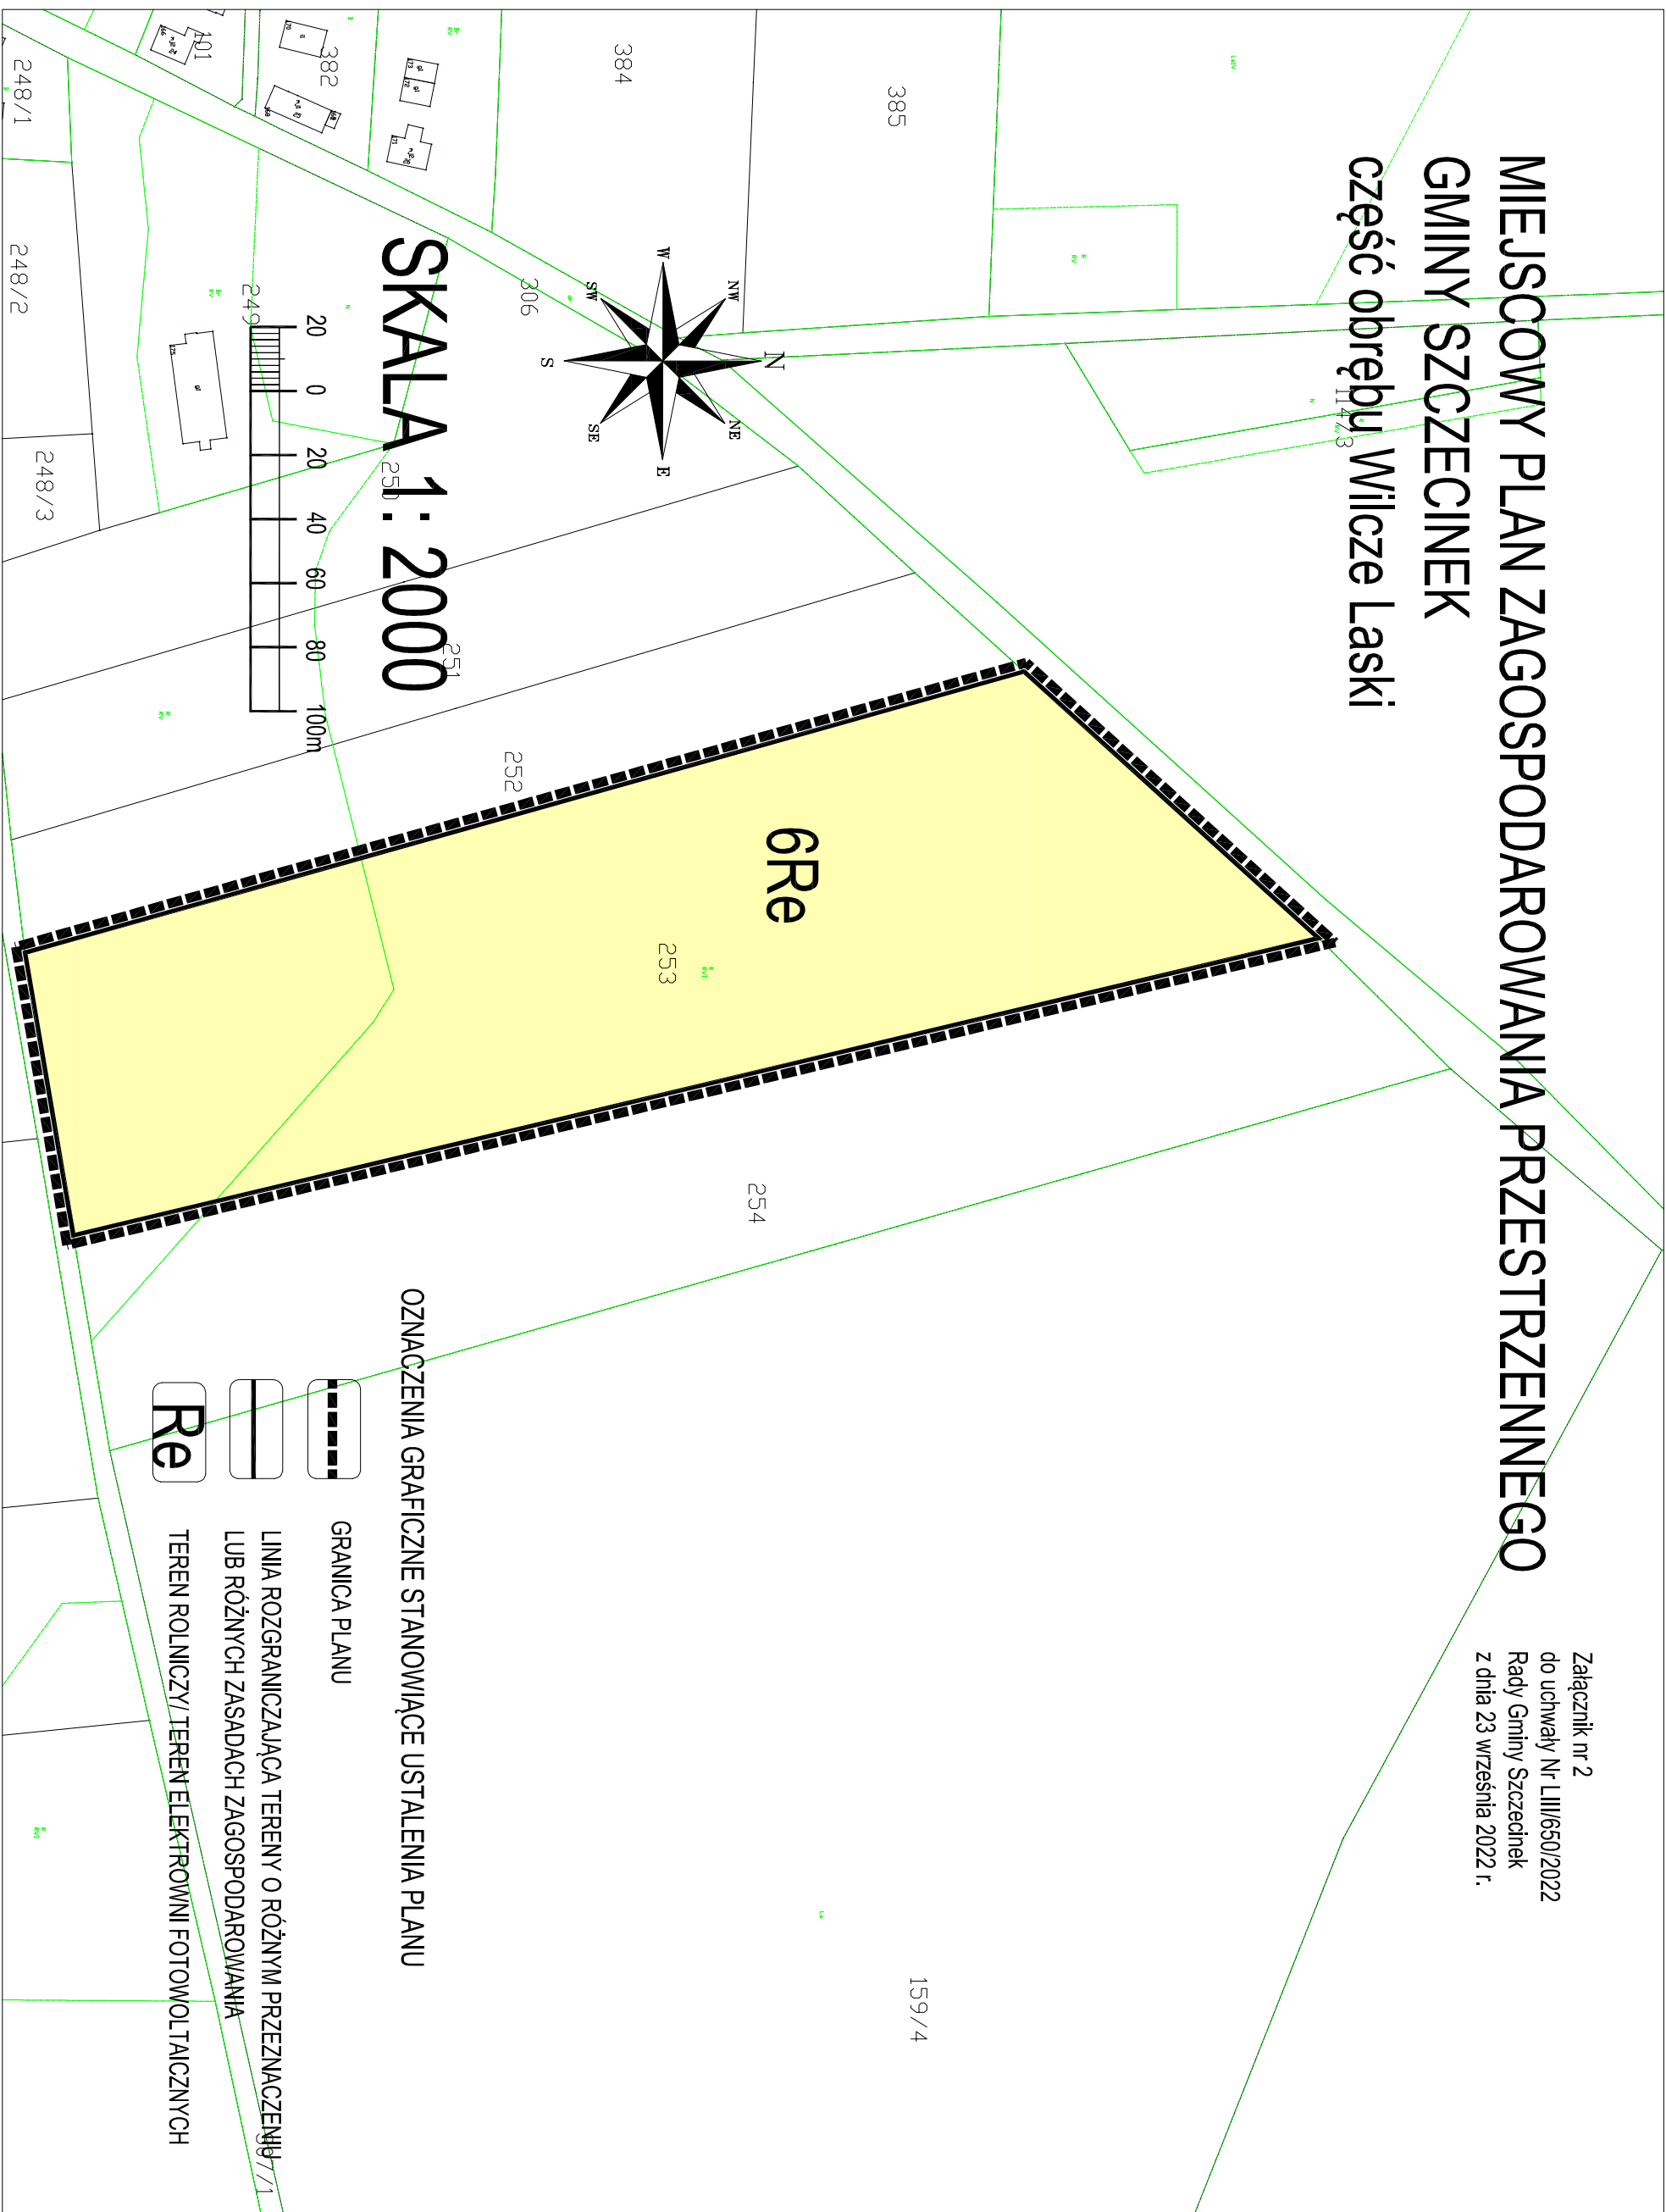 MIEJSCOWY PLAN ZAGOSPODAROWANIA PRZESTRZENNEGO
GMINY SZCZECINEK
część obrębu Wilcze Laski
Załącznik nr 2
do uchwały Nr LIII/650/2022
Rady Gminy Szczecinek
z dnia 23 września 2022 r.
385
384
382
101
306
114/3
N
NW
NE
W
E
SW
SE
S
SKALA 1: 2000
20 0 20 40 60 80 100m
248/1
248/2
248/3
249
250
251
252
253
254
6Re
159/4
OZNACZENIA GRAFICZNE STANOWIĄCE USTALENIA PLANU
GRANICA PLANU
LINIA ROZGRANICZAJĄCA TERENY O RÓŻNYM PRZEZNACZENIU
LUB RÓŻNYCH ZASADACH ZAGOSPODAROWANIA
Re
TEREN ROLNICZY/ TEREN ELEKTROWNI FOTOWOLTAICZNYCH